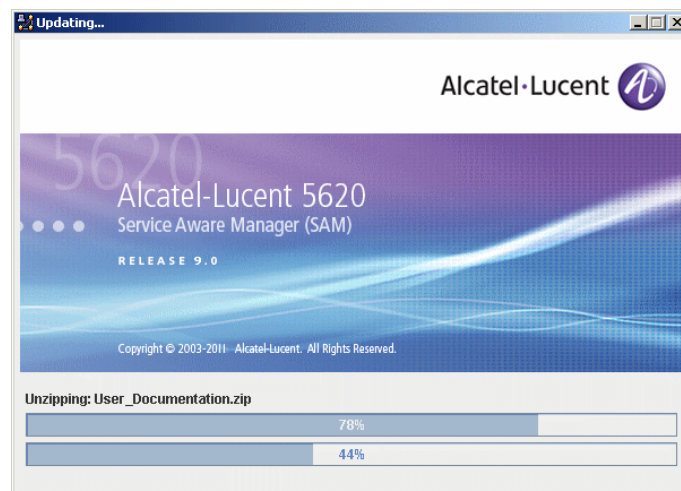 Updating...
Alcatel·Lucent
5620
Alcatel-Lucent 5620
Service Aware Manager (SAM)
RELEASE 9.0
Copyright © 2003-2011 Alcatel-Lucent. All Rights Reserved.
Unzipping: User_Documentation.zip
78%
44%